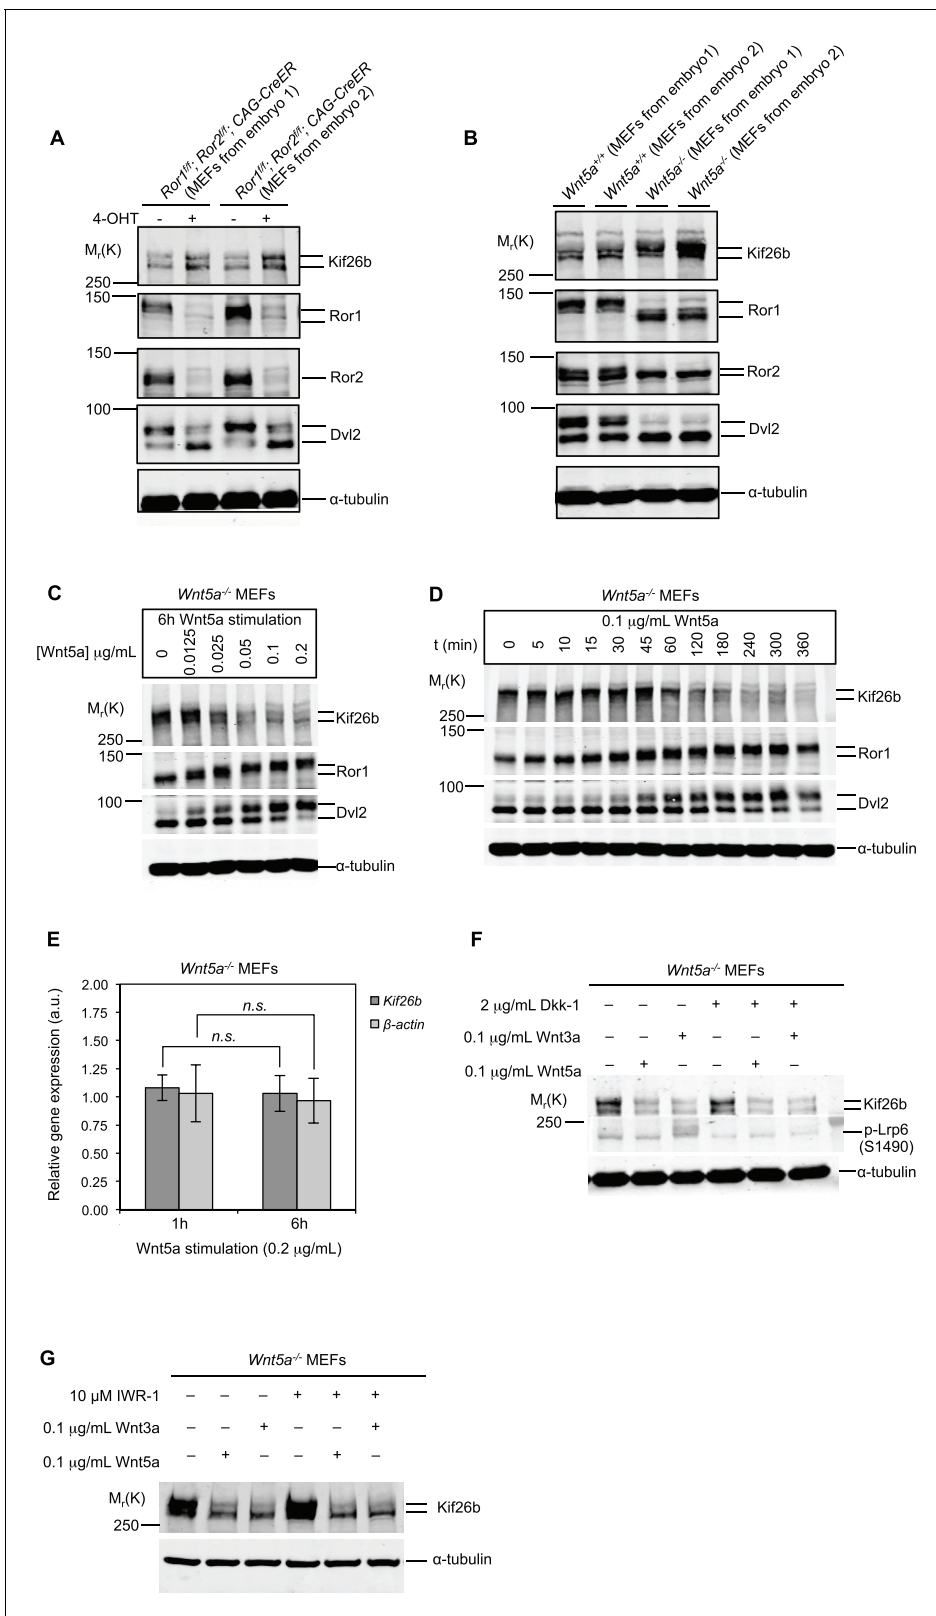 A
Ror1f/f; Ror2f/f; CAG-CreER
(MEFs from embryo 1)
Ror1f/f; Ror2f/f; CAG-CreER
(MEFs from embryo 2)
4-OHT - + - +
Mr(K)
Kif26b
250
150
Ror1
150
Ror2
100
Dvl2
α-tubulin
B
Wnt5a+/+ (MEFs from embryo1)
Wnt5a+/+ (MEFs from embryo 2)
Wnt5a-/- (MEFs from embryo 1)
Wnt5a-/- (MEFs from embryo 2)
Mr(K)
Kif26b
250
150
Ror1
150
Ror2
100
Dvl2
α-tubulin
C
Wnt5a-/- MEFs
6h Wnt5a stimulation
[Wnt5a] μg/mL 0 0.0125 0.025 0.05 0.1 0.2
Mr(K)
Kif26b
250
150
Ror1
100
Dvl2
α-tubulin
D
Wnt5a-/- MEFs
0.1 μg/mL Wnt5a
t (min) 0 5 10 15 30 45 60 120 180 240 300 360
Mr(K)
Kif26b
250
150
Ror1
100
Dvl2
α-tubulin
E
Wnt5a-/- MEFs
Relative gene expression (a.u.)
2.00
1.75
1.50
1.25
1.00
0.75
0.50
0.25
0.00
n.s.
n.s.
Kif26b
β-actin
1h 6h
Wnt5a stimulation (0.2 μg/mL)
F
Wnt5a-/- MEFs
2 μg/mL Dkk-1 – – – + + +
0.1 μg/mL Wnt3a – – + – – +
0.1 μg/mL Wnt5a – + – – + –
Mr(K)
Kif26b
250
p-Lrp6
(S1490)
α-tubulin
G
Wnt5a-/- MEFs
10 μM IWR-1 – – – + + +
0.1 μg/mL Wnt3a – – + – – +
0.1 μg/mL Wnt5a – + – – + –
Mr(K)
Kif26b
250
α-tubulin